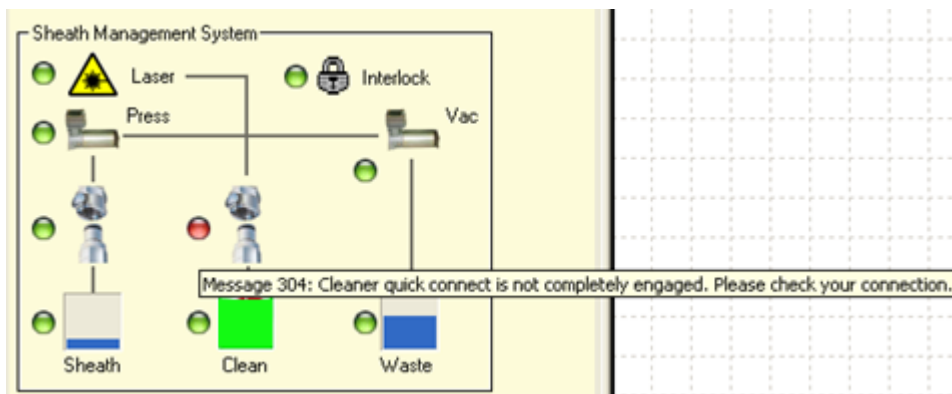 Sheath Management System
Laser
Interlock
Press
Vac
Message 304: Cleaner quick connect is not completely engaged. Please check your connection.
Sheath
Clean
Waste